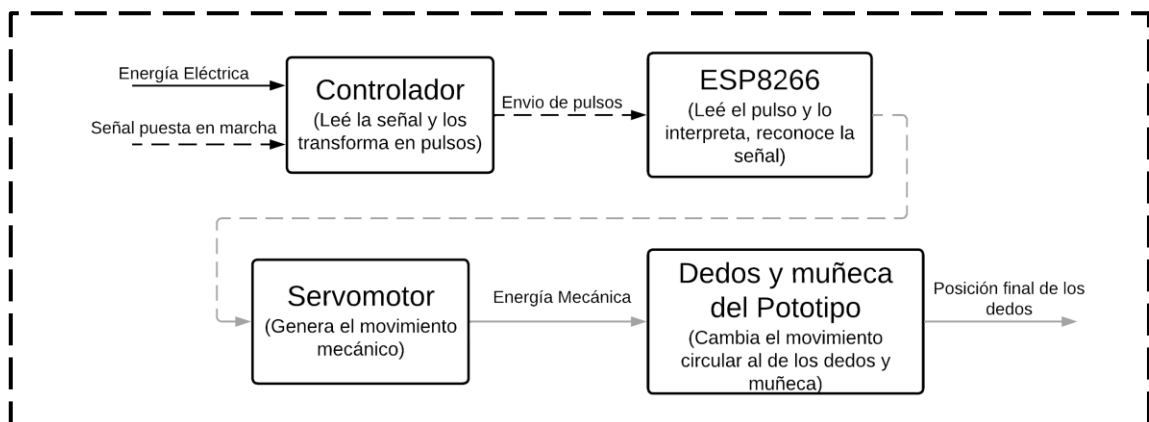 Energía Eléctrica
Señal puesta en marcha
Controlador
(Leé la señal y los
transforma en pulsos)
Envio de pulsos
ESP8266
(Leé el pulso y lo
interpreta, reconoce la
señal)
Servomotor
(Genera el movimiento
mecánico)
Energía Mecánica
Dedos y muñeca
del Pototipo
(Cambia el movimiento
circular al de los dedos y
muñeca)
Posición final de los
dedos